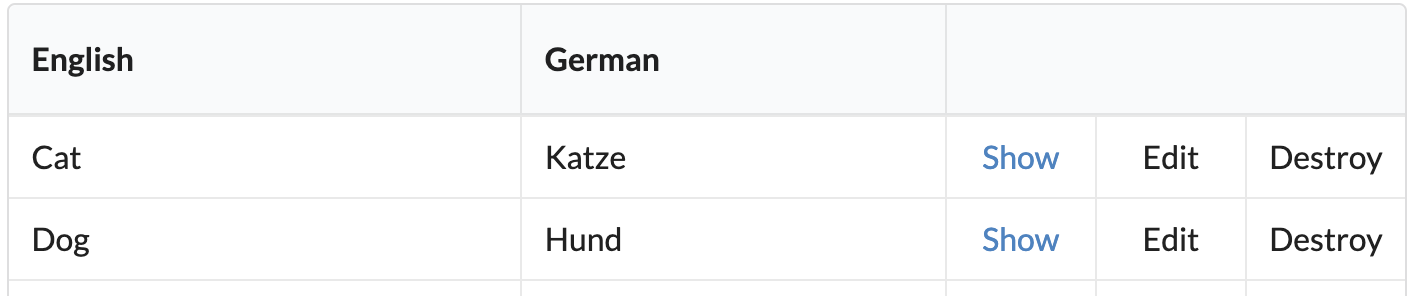 English German
Cat Katze Show Edit Destroy
Dog Hund Show Edit Destroy